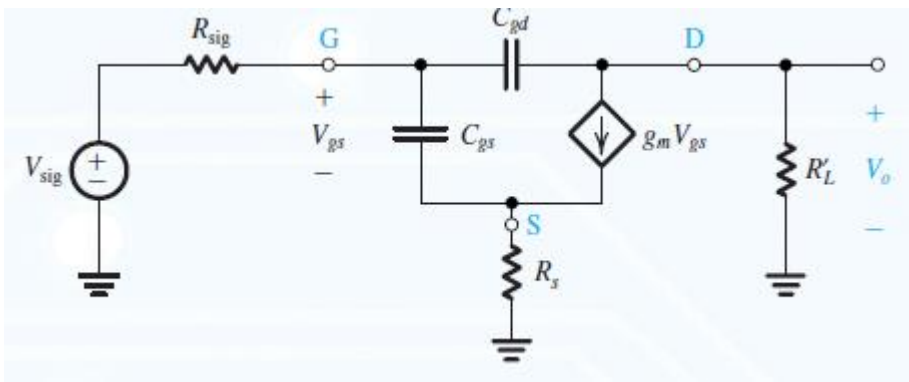 C_gd
R_sig
G
D
+
V_gs
−
C_gs
g_m V_gs
+
−
V_sig
R′_L
+
V_o
−
S
R_s